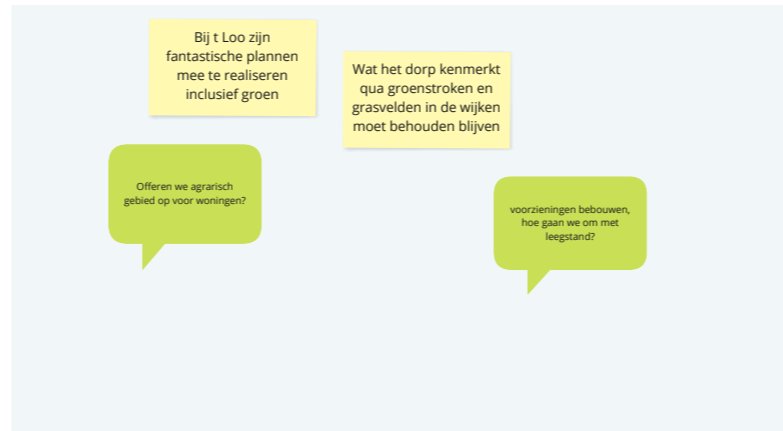 Bij t Loo zijn
fantastische plannen
mee te realiseren
inclusief groen
Wat het dorp kenmerkt
qua groenstroken en
grasvelden in de wijken
moet behouden blijven
Offeren we agrarisch
gebied op voor woningen?
voorzieningen bebouwen,
hoe gaan we om met
leegstand?